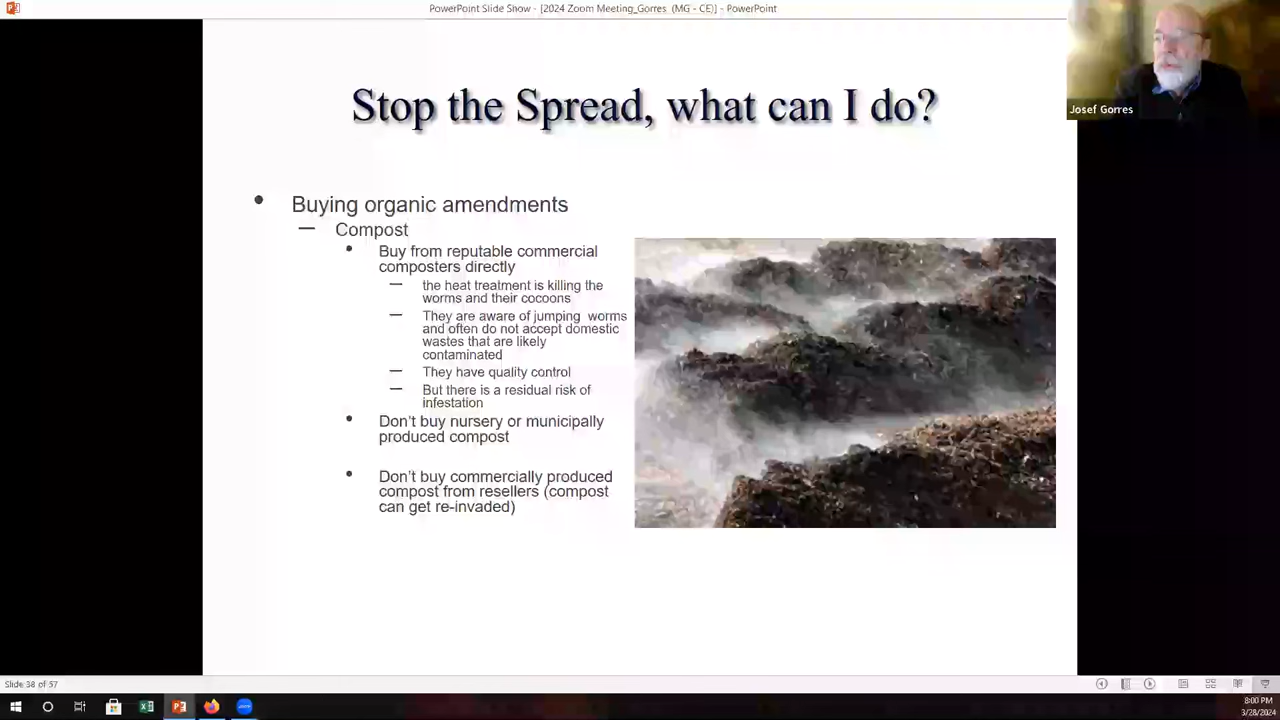 PowerPoint Slide Show - [2024 Zoom Meeting_Gorres (MG - CE)] - PowerPoint
Josef Gorres
Stop the Spread, what can I do?
• Buying organic amendments
— Compost
• Buy from reputable commercial
composters directly
— the heat treatment is killing the
worms and their cocoons
— They are aware of jumping worms
and often do not accept domestic
wastes that are likely
contaminated
— They have quality control
— But there is a residual risk of
infestation
• Don't buy nursery or municipally
produced compost
• Don't buy commercially produced
compost from resellers (compost
can get re-invaded)
Slide 38 of 57
8:00 PM
3/28/2024